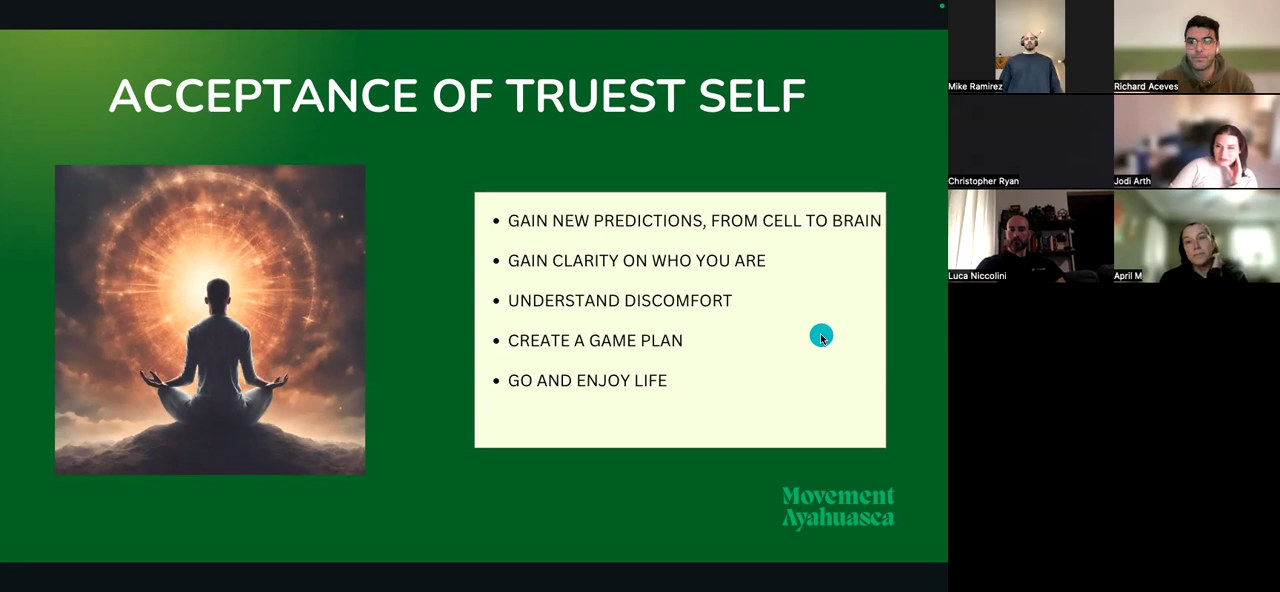 ACCEPTANCE OF TRUEST SELF
• GAIN NEW PREDICTIONS, FROM CELL TO BRAIN
• GAIN CLARITY ON WHO YOU ARE
• UNDERSTAND DISCOMFORT
• CREATE A GAME PLAN
• GO AND ENJOY LIFE
Movement
Ayahuasca
Mike Ramirez
Richard Aceves
Christopher Ryan
Jodi Arth
Luca Niccolini
April M